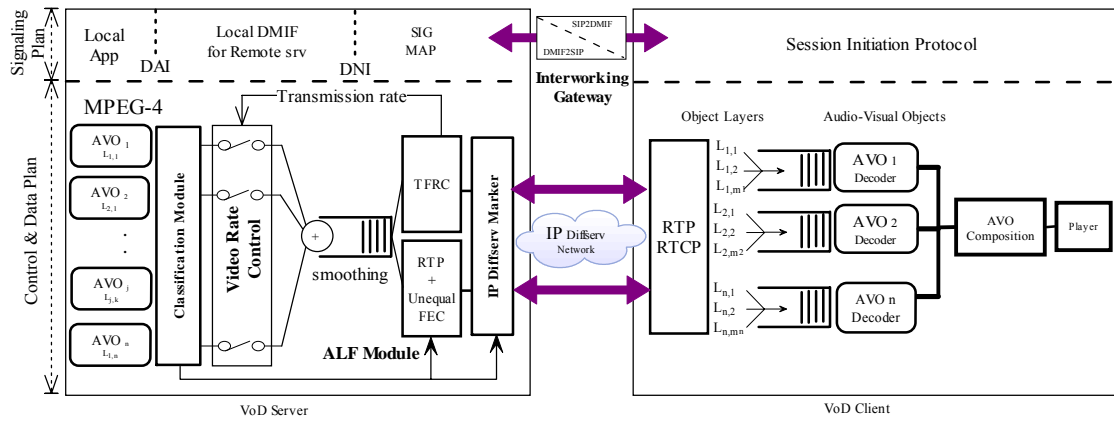 Signaling
Plan
Local
App
DAI
Local DMIF
for Remote srv
DNI
SIG
MAP
SIP2DMIF
DMIF2SIP
Interworking
Gateway
Session Initiation Protocol
Control & Data Plan
MPEG-4
Transmission rate
AVO 1
L1,1
AVO 2
L2,1
. . .
AVO j
Lj,k
AVO n
L1,n
Classification Module
Video Rate
Control
+
smoothing
TFRC
RTP
+
Unequal
FEC
ALF Module
IP Diffserv Marker
IP Diffserv
Network
RTP
RTCP
Object Layers
Audio-Visual Objects
L1,1
L1,2
L1,m1
L2,1
L2,2
L2,m2
Ln,1
Ln,2
Ln,mn
AVO 1
Decoder
AVO 2
Decoder
AVO n
Decoder
AVO
Composition
Player
VoD Server
VoD Client